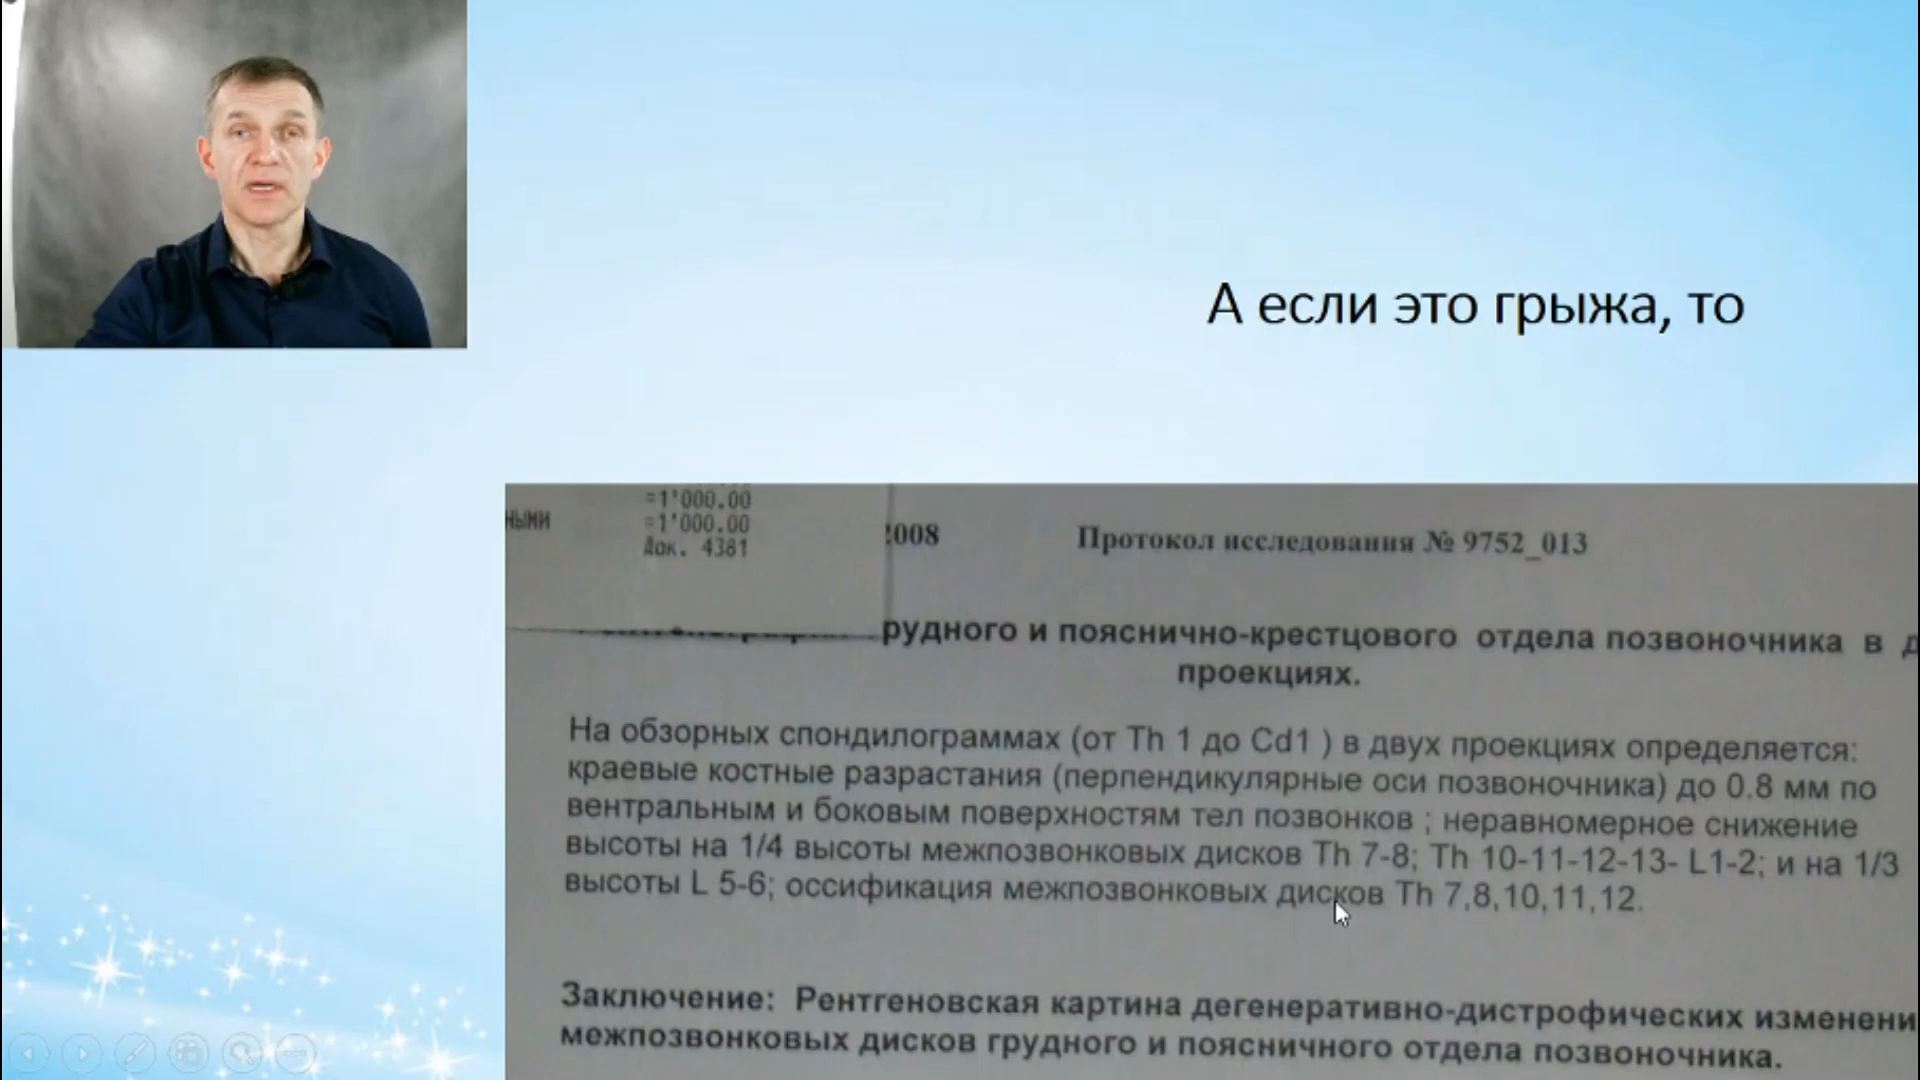 А если это грыжа, то
ными
=1'000.00
=1'000.00
Док. 4381
2008
Протокол исследования № 9752_013
рудного и пояснично-крестцового отдела позвоночника в д
проекциях.
На обзорных спондилограммах (от Th 1 до Cd1 ) в двух проекциях определяется:
краевые костные разрастания (перпендикулярные оси позвоночника) до 0.8 мм по
вентральным и боковым поверхностям тел позвонков ; неравномерное снижение
высоты на 1/4 высоты межпозвонковых дисков Th 7-8; Th 10-11-12-13- L1-2; и на 1/3
высоты L 5-6; оссификация межпозвонковых дисков Th 7,8,10,11,12.
Заключение: Рентгеновская картина дегенеративно-дистрофических изменени
межпозвонковых дисков грудного и поясничного отдела позвоночника.